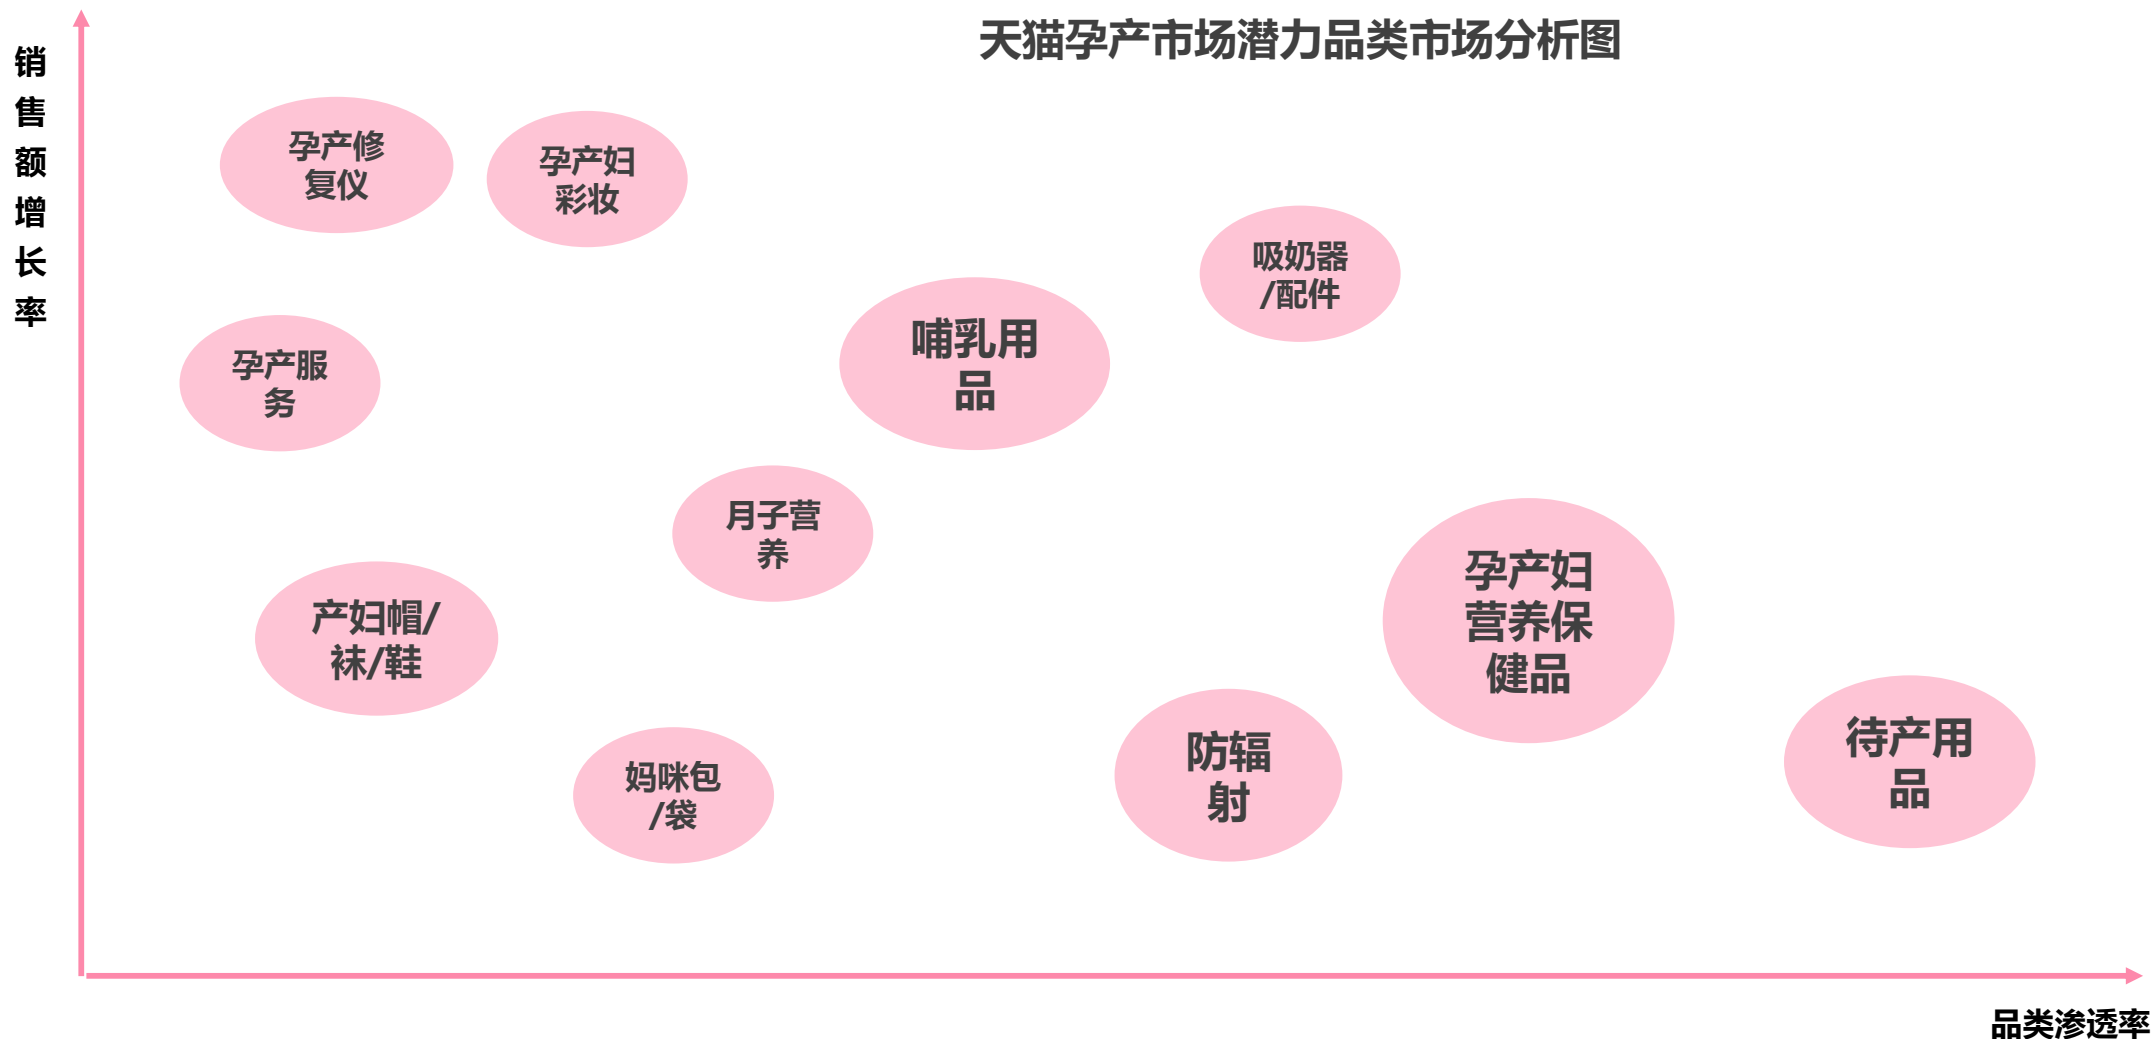 天猫孕产市场潜力品类市场分析图
销
售
额
增
长
率
孕产修
复仪
孕产妇
彩妆
吸奶器
/配件
哺乳用
品
孕产服
务
月子营
养
孕产妇
营养保
健品
产妇帽/
袜/鞋
防辐
射
待产用
品
妈咪包
/袋
品类渗透率